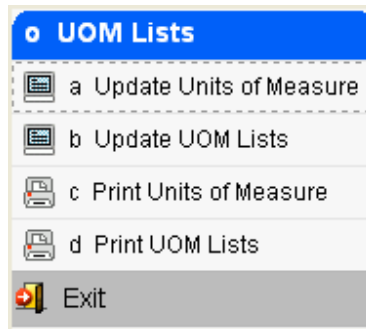 o UOM Lists
a Update Units of Measure
b Update UOM Lists
c Print Units of Measure
d Print UOM Lists
Exit